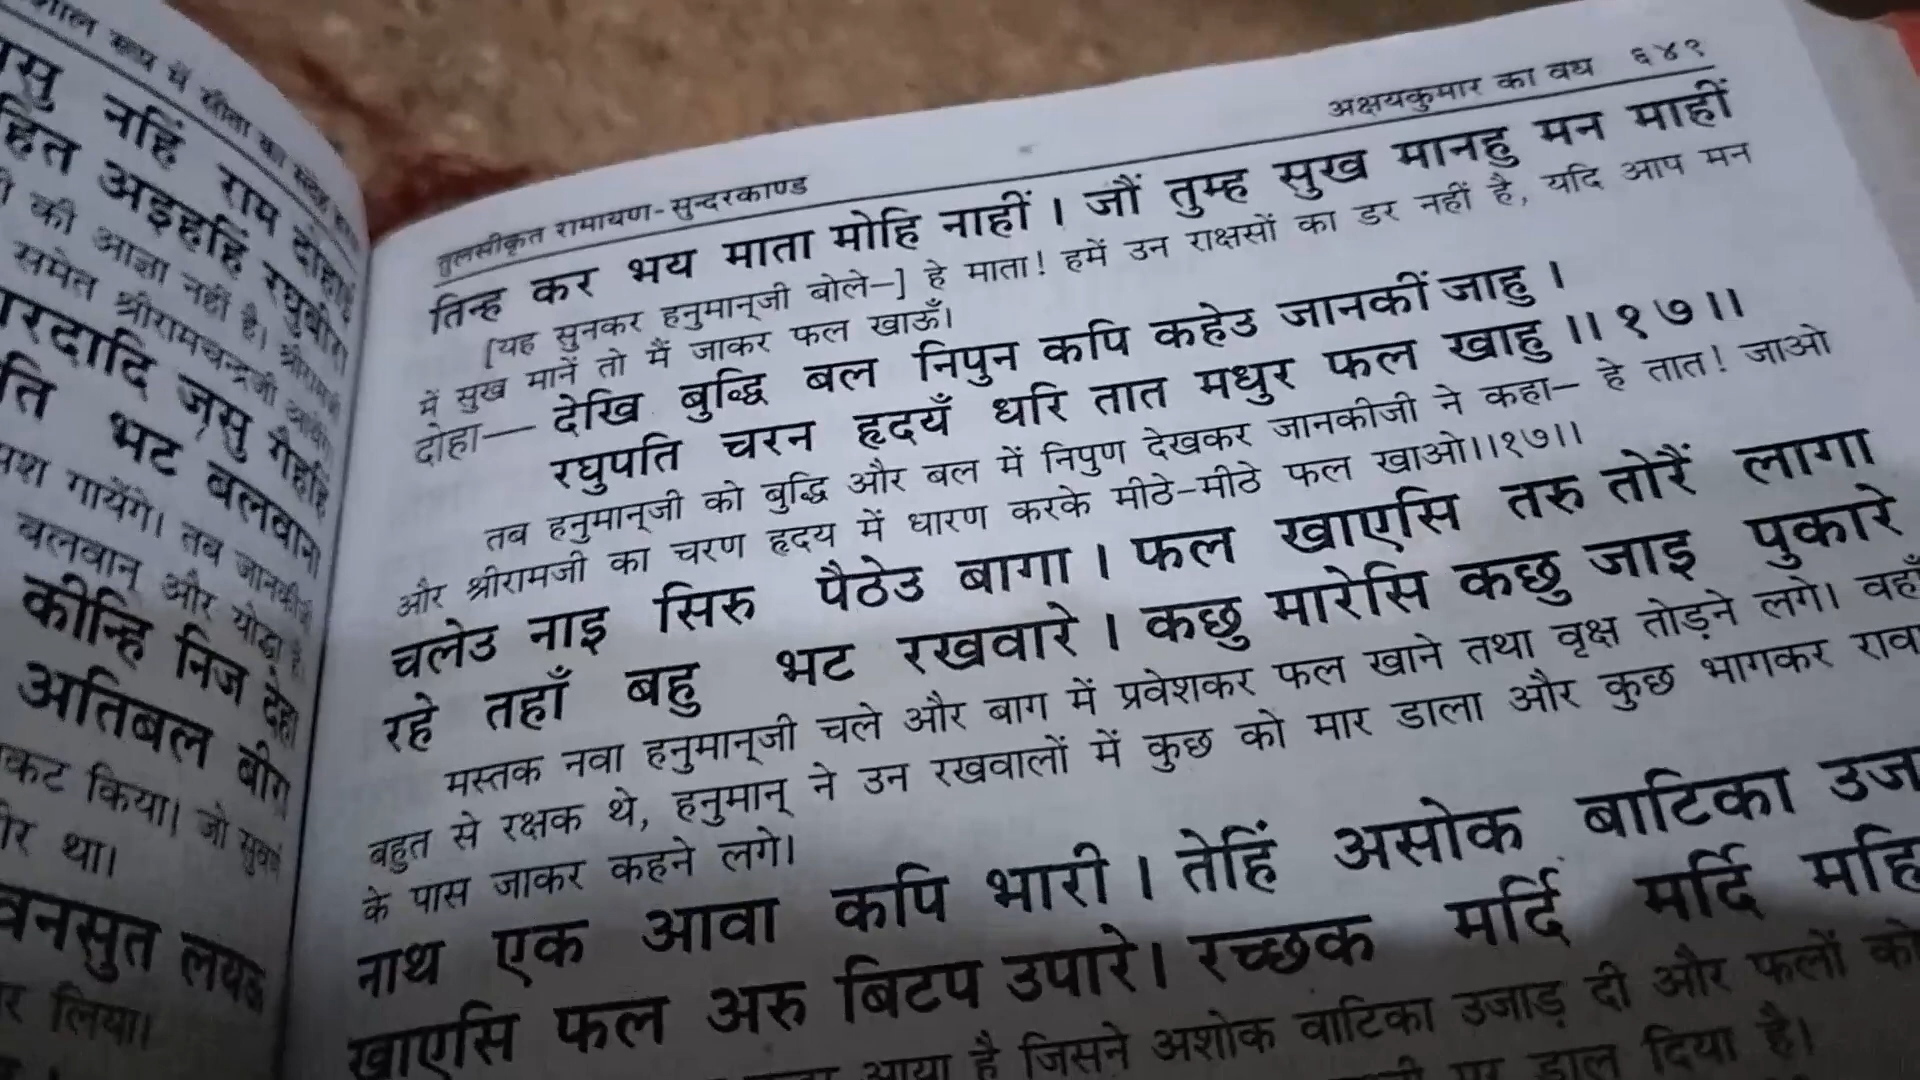 सु नहिं राम दोहाई
हित अइहहिं रघुबीरा
की आज्ञा नहीं है। श्रीरामजी
समेत श्रीरामचन्द्रजी
रदादि जसु गैहहिं
ति भट बलवाना
यश गायेंगे। तब जानकीजी
बलवान् और योद्धा है।
कीन्हि निज देहा
अतिबल बीरा
कट किया। जो सुवर्ण
र था।
वनसुत लयऊ
र लिया।
अक्षयकुमार का वध ६४९
तुलसीकृत रामायण-सुन्दरकाण्ड
तिन्ह कर भय माता मोहि नाहीं । जौं तुम्ह सुख मानहु मन माहीं
[यह सुनकर हनुमान्जी बोले–] हे माता! हमें उन राक्षसों का डर नहीं है, यदि आप मन
में सुख मानें तो मैं जाकर फल खाऊँ।
दोहा— देखि बुद्धि बल निपुन कपि कहेउ जानकीं जाहु ।
रघुपति चरन हृदयँ धरि तात मधुर फल खाहु ।।१७।।
तब हनुमान्जी को बुद्धि और बल में निपुण देखकर जानकीजी ने कहा– हे तात! जाओ
और श्रीरामजी का चरण हृदय में धारण करके मीठे-मीठे फल खाओ।।१७।।
चलेउ नाइ सिरु पैठेउ बागा । फल खाएसि तरु तोरैं लागा
रहे तहाँ बहु भट रखवारे । कछु मारेसि कछु जाइ पुकारे
मस्तक नवा हनुमान्जी चले और बाग में प्रवेशकर फल खाने तथा वृक्ष तोड़ने लगे। वहाँ
बहुत से रक्षक थे, हनुमान् ने उन रखवालों में कुछ को मार डाला और कुछ भागकर राव
के पास जाकर कहने लगे।
नाथ एक आवा कपि भारी । तेहिं असोक बाटिका उज
खाएसि फल अरु बिटप उपारे । रच्छक मर्दि मर्दि महि
आया है जिसने अशोक वाटिका उजाड़ दी और फलों को
पर डाल दिया है।